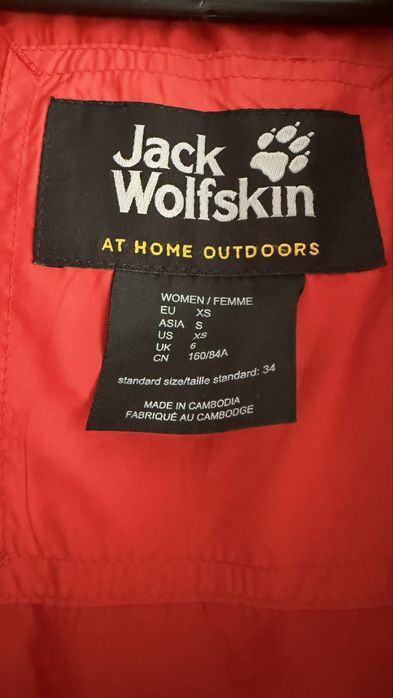 Jack
Wolfskin
AT HOME OUTDOORS
WOMEN / FEMME
EU XS
ASIA S
US XS
UK 6
CN 160/84A
standard size/taille standard: 34
MADE IN CAMBODIA
FABRIQUÉ AU CAMBODGE